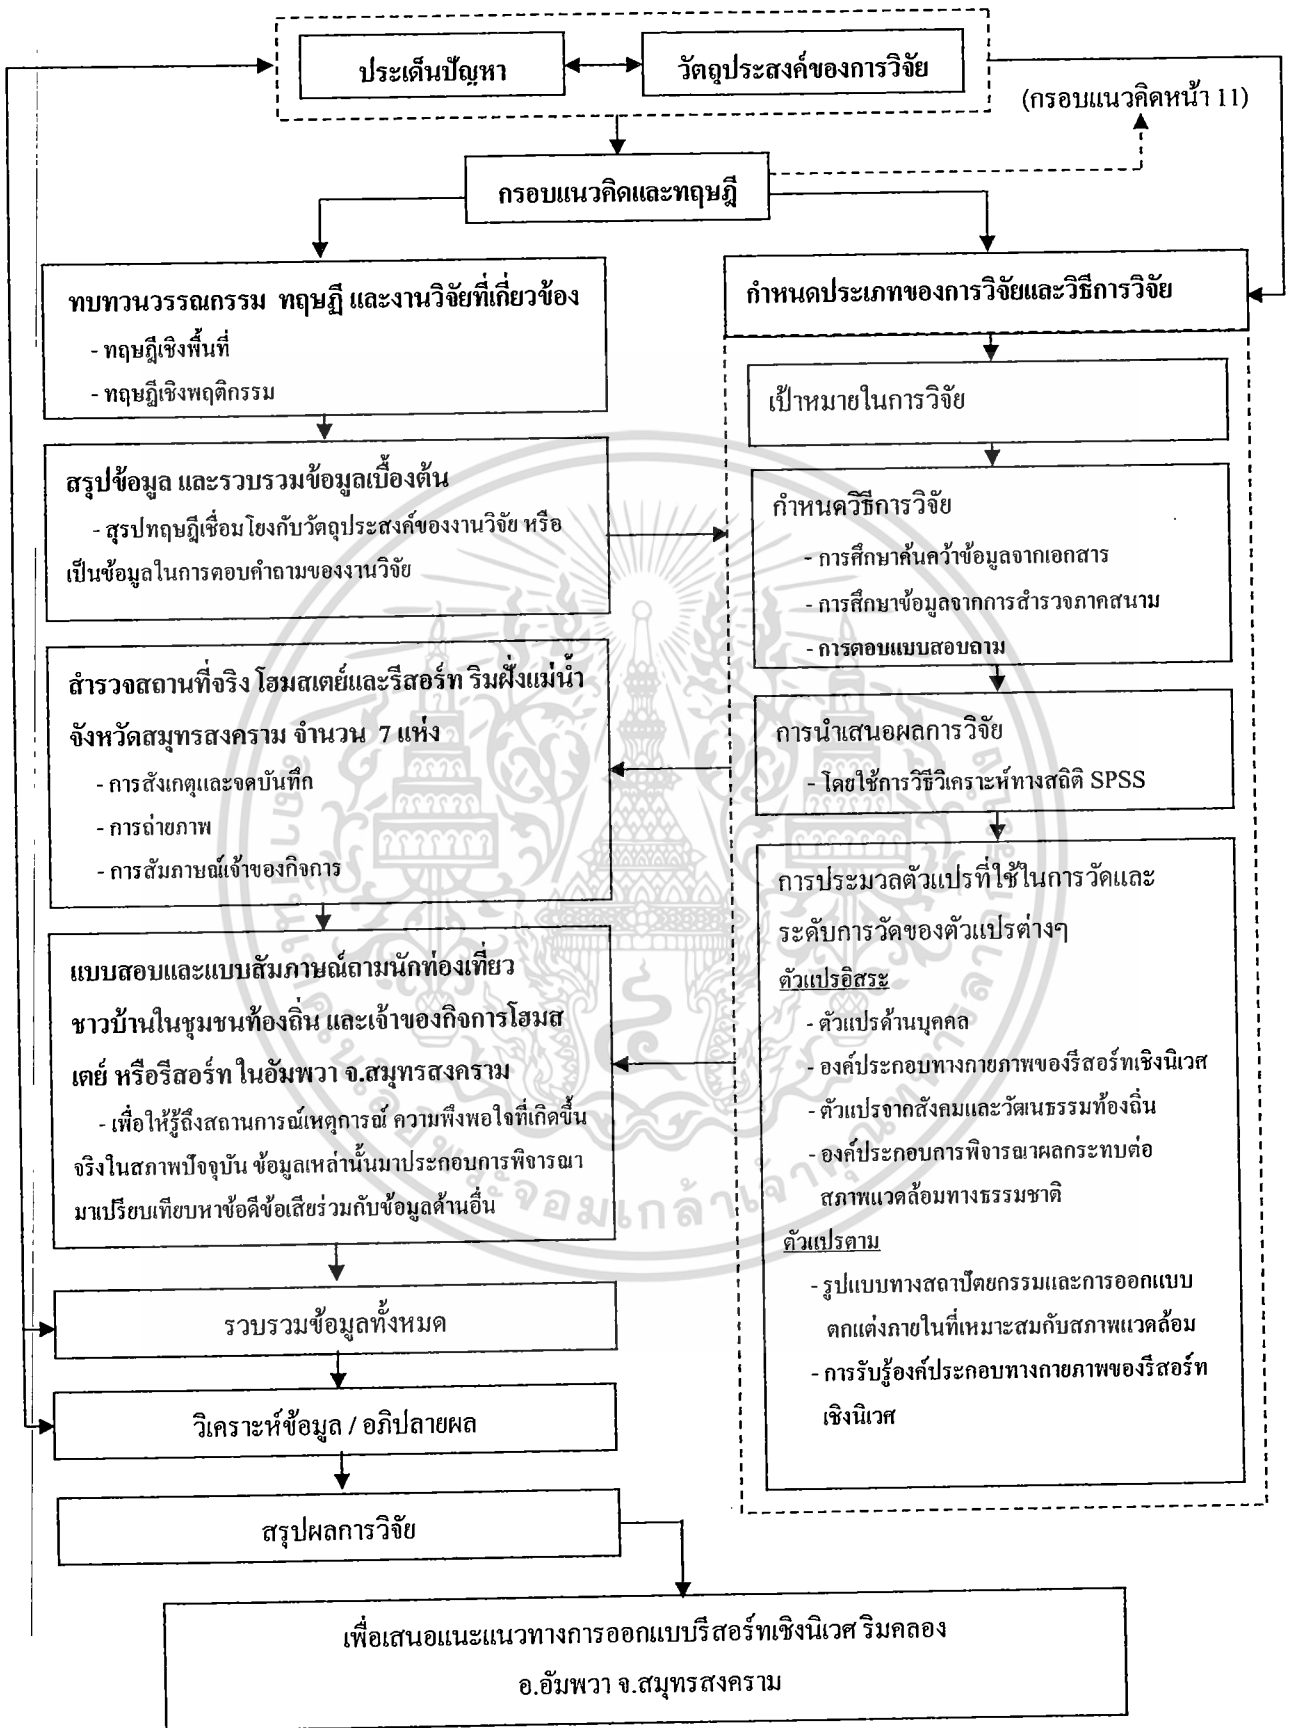 ประเด็นปัญหา
วัตถุประสงค์ของการวิจัย
(กรอบแนวคิดหน้า 11)
กรอบแนวคิดและทฤษฎี
ทบทวนวรรณกรรม ทฤษฏี และงานวิจัยที่เกี่ยวข้อง
- ทฤษฎีเชิงพื้นที่
- ทฤษฎีเชิงพฤติกรรม
สรุปข้อมูล และรวบรวมข้อมูลเบื้องต้น
- สุรปทฤษฎีเชื่อมโยงกับวัตถุประสงค์ของงานวิจัย หรือ
เป็นข้อมูลในการตอบคำถามของงานวิจัย
สำรวจสถานที่จริง โฮมสเตย์และรีสอร์ท ริมฝั่งแม่น้ำ
จังหวัดสมุทรสงคราม จำนวน 7 แห่ง
- การสังเกตุและจดบันทึก
- การถ่ายภาพ
- การสัมภาษณ์เจ้าของกิจการ
แบบสอบและแบบสัมภาษณ์ถามนักท่องเที่ยว
ชาวบ้านในชุมชนท้องถิ่น และเจ้าของกิจการโฮมส
เตย์ หรือรีสอร์ท ในอัมพวา จ.สมุทรสงคราม
- เพื่อให้รู้ถึงสถานการณ์เหตุการณ์ ความพึงพอใจที่เกิดขึ้น
จริงในสภาพปัจจุบัน ข้อมูลเหล่านั้นมาประกอบการพิจารณา
มาเปรียบเทียบหาข้อดีข้อเสียร่วมกับข้อมูลด้านอื่น
รวบรวมข้อมูลทั้งหมด
วิเคราะห์ข้อมูล / อภิปลายผล
สรุปผลการวิจัย
กำหนดประเภทของการวิจัยและวิธีการวิจัย
เป้าหมายในการวิจัย
กำหนดวิธีการวิจัย
- การศึกษาค้นคว้าข้อมูลจากเอกสาร
- การศึกษาข้อมูลจากการสำรวจภาคสนาม
- การตอบแบบสอบถาม
การนำเสนอผลการวิจัย
- โดยใช้การวิธีวิเคราะห์ทางสถิติ SPSS
การประมวลตัวแปรที่ใช้ในการวัดและ
ระดับการวัดของตัวแปรต่างๆ
ตัวแปรอิสระ
- ตัวแปรด้านบุคคล
- องค์ประกอบทางกายภาพของรีสอร์ทเชิงนิเวศ
- ตัวแปรจากสังคมและวัฒนธรรมท้องถิ่น
- องค์ประกอบการพิจารณาผลกระทบต่อ
สภาพแวดล้อมทางธรรมชาติ
ตัวแปรตาม
- รูปแบบทางสถาปัตยกรรมและการออกแบบ
ตกแต่งภายในที่เหมาะสมกับสภาพแวดล้อม
- การรับรู้องค์ประกอบทางกายภาพของรีสอร์ท
เชิงนิเวศ
เพื่อเสนอแนะแนวทางการออกแบบรีสอร์ทเชิงนิเวศ ริมคลอง
อ.อัมพวา จ.สมุทรสงคราม